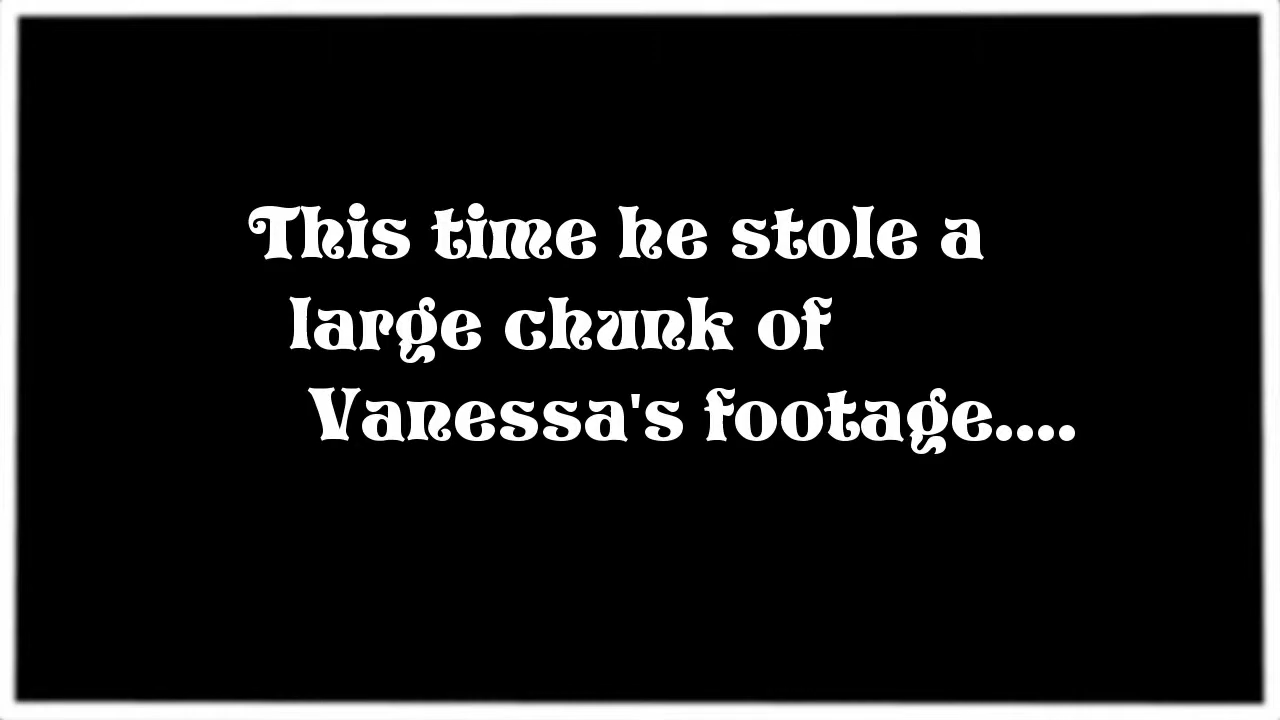 This time he stole a
large chunk of
Vanessa's footage....